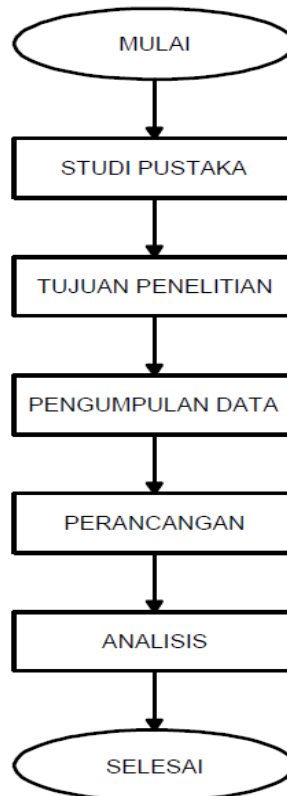 MULAI
STUDI PUSTAKA
TUJUAN PENELITIAN
PENGUMPULAN DATA
PERANCANGAN
ANALISIS
SELESAI